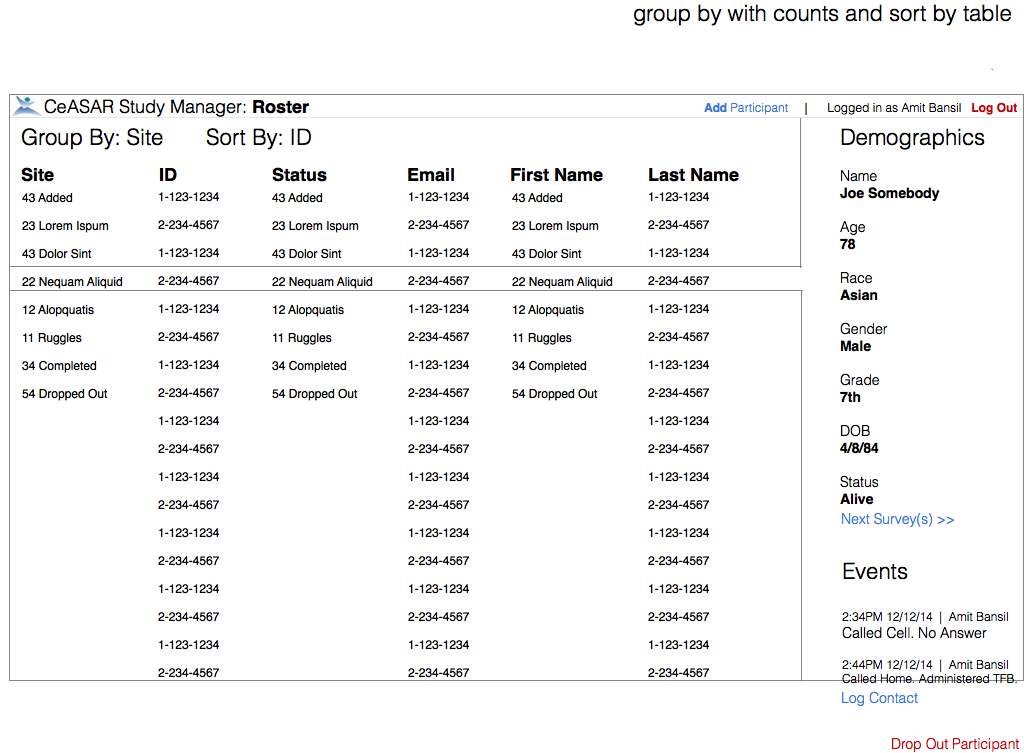 group by with counts and sort by table
CeASAR Study Manager: Roster Add Participant | Logged in as Amit Bansil Log Out
Group By: Site Sort By: ID
Site ID Status Email First Name Last Name
43 Added 1-123-1234 43 Added 1-123-1234 43 Added 1-123-1234
23 Lorem Ispum 2-234-4567 23 Lorem Ispum 2-234-4567 23 Lorem Ispum 2-234-4567
43 Dolor Sint 1-123-1234 43 Dolor Sint 1-123-1234 43 Dolor Sint 1-123-1234
22 Nequam Aliquid 2-234-4567 22 Nequam Aliquid 2-234-4567 22 Nequam Aliquid 2-234-4567
12 Alopquatis 1-123-1234 12 Alopquatis 1-123-1234 12 Alopquatis 1-123-1234
11 Ruggles 2-234-4567 11 Ruggles 2-234-4567 11 Ruggles 2-234-4567
34 Completed 1-123-1234 34 Completed 1-123-1234 34 Completed 1-123-1234
54 Dropped Out 2-234-4567 54 Dropped Out 2-234-4567 54 Dropped Out 2-234-4567
1-123-1234 1-123-1234 1-123-1234
2-234-4567 2-234-4567 2-234-4567
1-123-1234 1-123-1234 1-123-1234
2-234-4567 2-234-4567 2-234-4567
1-123-1234 1-123-1234 1-123-1234
2-234-4567 2-234-4567 2-234-4567
1-123-1234 1-123-1234 1-123-1234
2-234-4567 2-234-4567 2-234-4567
1-123-1234 1-123-1234 1-123-1234
2-234-4567 2-234-4567 2-234-4567
Demographics
Name
Joe Somebody
Age
78
Race
Asian
Gender
Male
Grade
7th
DOB
4/8/84
Status
Alive
Next Survey(s) >>
Events
2:34PM 12/12/14 | Amit Bansil
Called Cell. No Answer
2:44PM 12/12/14 | Amit Bansil
Called Home. Administered TFB.
Log Contact
Drop Out Participant